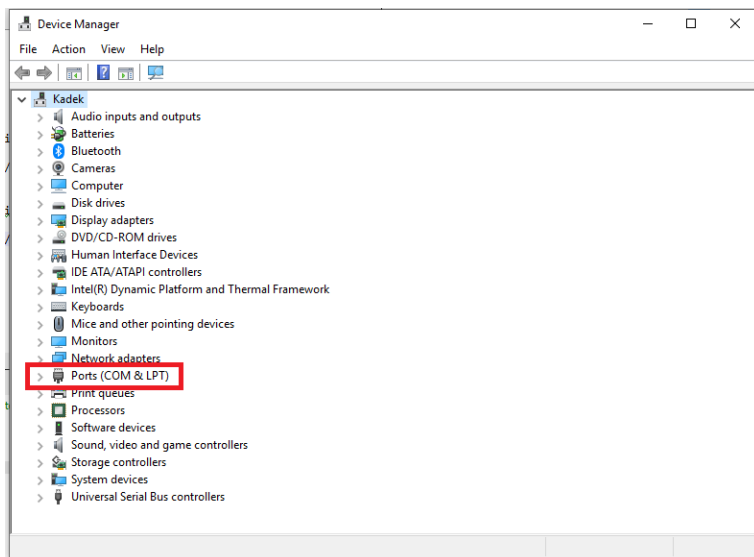 Device Manager
File Action View Help
Kadek
Audio inputs and outputs
Batteries
Bluetooth
Cameras
Computer
Disk drives
Display adapters
DVD/CD-ROM drives
Human Interface Devices
IDE ATA/ATAPI controllers
Intel(R) Dynamic Platform and Thermal Framework
Keyboards
Mice and other pointing devices
Monitors
Network adapters
Ports (COM & LPT)
Print queues
Processors
Software devices
Sound, video and game controllers
Storage controllers
System devices
Universal Serial Bus controllers